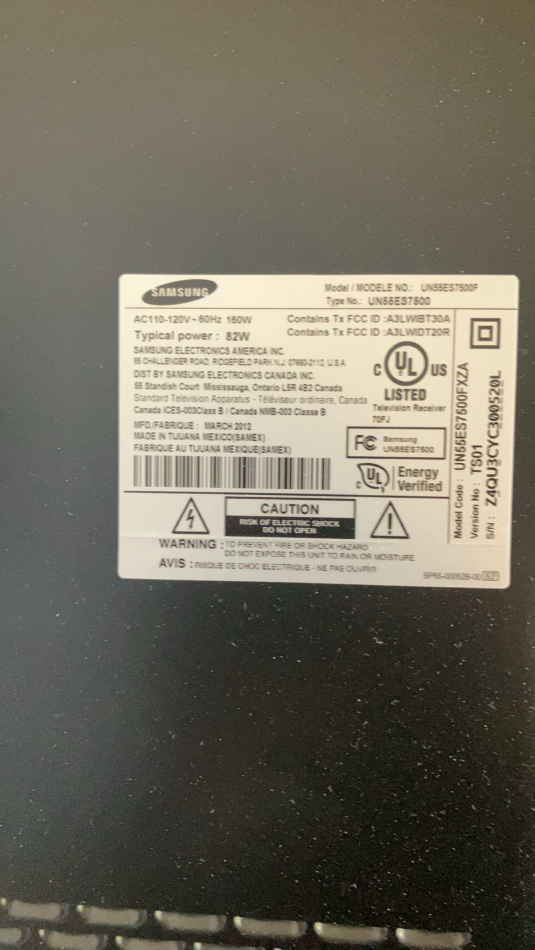 SAMSUNG
Model / MODELE NO.: UN55ES7500F
Type No.: UN55ES7500
AC110-120V~60Hz 160W
Contains Tx FCC ID :A3LWIBT30A
Typical power : 82W
Contains Tx FCC ID :A3LWIDT20R
SAMSUNG ELECTRONICS AMERICA INC.
85 CHALLENGER ROAD, RIDGEFIELD PARK N.J. 07660-2112, U.S.A
DIST BY SAMSUNG ELECTRONICS CANADA INC.
55 Standish Court Mississauga, Ontario L5R 4B2 Canada
Standard Television Apparatus - Téléviseur ordinaire, Canada
Canada ICES-003Class B / Canada NMB-003 Classe B
MFD/FABRIQUE : MARCH 2012
MADE IN TIJUANA MEXICO(SAMEX)
FABRIQUE AU TIJUANA MEXIQUE(SAMEX)
C UL US
LISTED
Television Receiver
70FJ
FC Samsung
UN55ES7500
C UL Energy
Verified
CAUTION
RISK OF ELECTRIC SHOCK
DO NOT OPEN
WARNING : TO PREVENT FIRE OR SHOCK HAZARD
DO NOT EXPOSE THIS UNIT TO RAIN OR MOISTURE
AVIS : RISQUE DE CHOC ELECTRIQUE - NE PAS OUVRIR
Model Code : UN55ES7500FXZA
Version No : TS01
S/N : Z4QU3CYC300520L